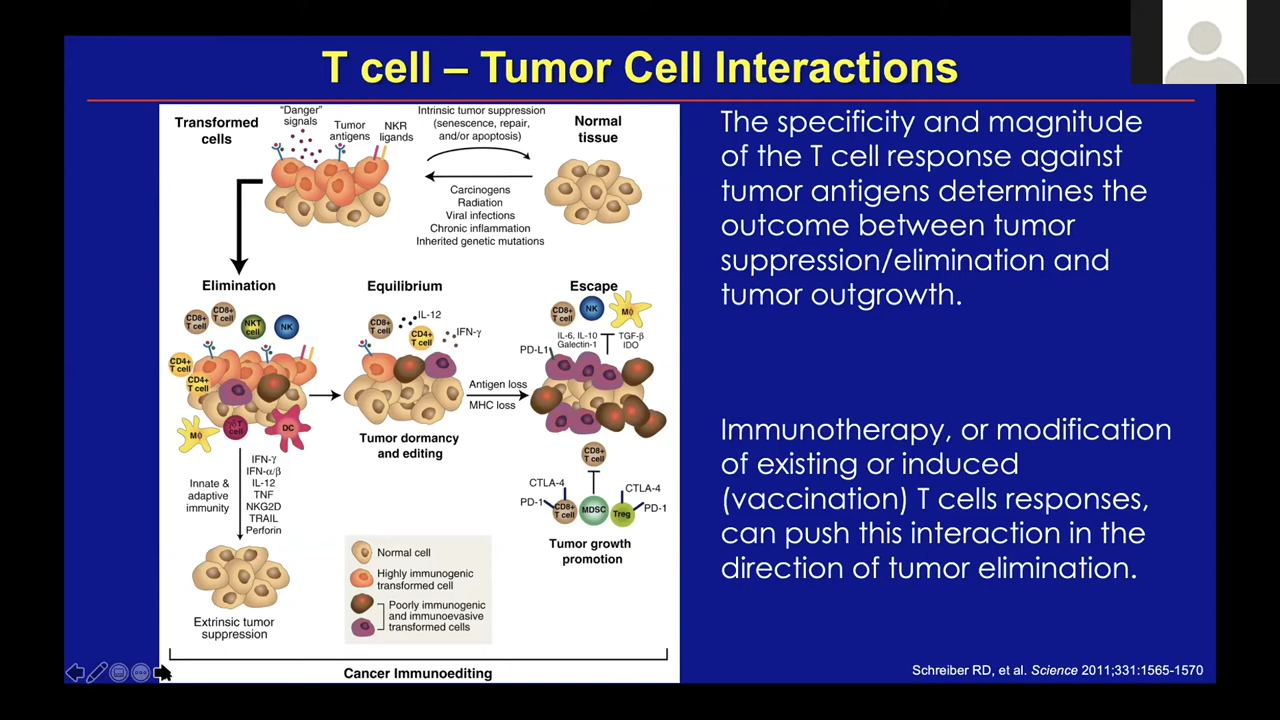 T cell – Tumor Cell Interactions
Transformed
cells
"Danger"
signals
Tumor
antigens
NKR
ligands
Intrinsic tumor suppression
(senescence, repair,
and/or apoptosis)
Normal
tissue
Carcinogens
Radiation
Viral infections
Chronic inflammation
Inherited genetic mutations
Elimination
CD8+
T cell
CD8+
T cell
NKT
cell
NK
CD4+
T cell
CD4+
T cell
Mϕ
γδ T
cell
DC
Innate &
adaptive
immunity
IFN-γ
IFN-α/β
IL-12
TNF
NKG2D
TRAIL
Perforin
Extrinsic tumor
suppression
Equilibrium
CD8+
T cell
IL-12
CD4+
T cell
IFN-γ
Antigen loss
MHC loss
Tumor dormancy
and editing
Escape
CD8+
T cell
NK
Mϕ
IL-6, IL-10
Galectin-1
TGF-β
IDO
PD-L1
CD8+
T cell
CTLA-4
PD-1
CD8+
T cell
MDSC
Treg
CTLA-4
PD-1
Tumor growth
promotion
Normal cell
Highly immunogenic
transformed cell
Poorly immunogenic
and immunoevasive
transformed cells
Cancer Immunoediting
The specificity and magnitude
of the T cell response against
tumor antigens determines the
outcome between tumor
suppression/elimination and
tumor outgrowth.
Immunotherapy, or modification
of existing or induced
(vaccination) T cells responses,
can push this interaction in the
direction of tumor elimination.
Schreiber RD, et al. Science 2011;331:1565-1570